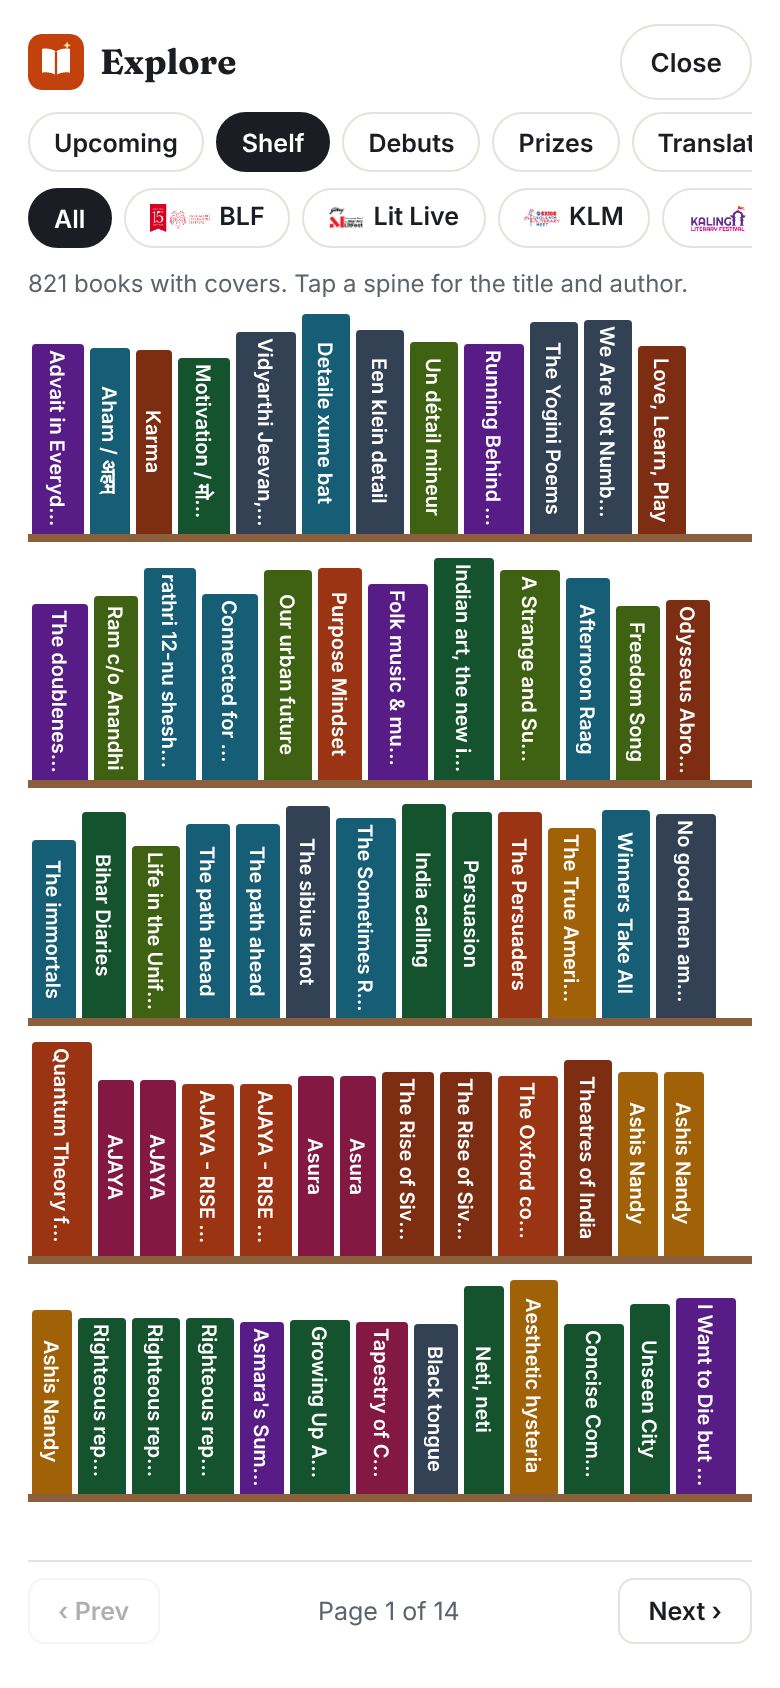 Explore
Close
Upcoming
Shelf
Debuts
Prizes
Translat
All
15
BLF
Lit Live
KLM
KALINGA
LITERARY FESTIVAL
821 books with covers. Tap a spine for the title and author.
Advait in Everyd...
Aham / अहम्
Karma
Motivation / मो...
Vidyarthi Jeevan,...
Detaile xume bat
Een klein detail
Un détail mineur
Running Behind ...
The Yogini Poems
We Are Not Numb...
Love, Learn, Play
The doublenes...
Ram c/o Anandhi
rathri 12-nu shesh...
Connected for ...
Our urban future
Purpose Mindset
Folk music & mu...
Indian art, the new i...
A Strange and Su...
Afternoon Raag
Freedom Song
Odysseus Abro...
The immortals
Bihar Diaries
Life in the Unif...
The path ahead
The path ahead
The sibius knot
The Sometimes R...
India calling
Persuasion
The Persuaders
The True Ameri...
Winners Take All
No good men am...
Quantum Theory f...
AJAYA
AJAYA
AJAYA - RISE ...
AJAYA - RISE ...
Asura
Asura
The Rise of Siv...
The Rise of Siv...
The Oxford co...
Theatres of India
Ashis Nandy
Ashis Nandy
Ashis Nandy
Righteous rep...
Righteous rep...
Righteous rep...
Asmara's Sum...
Growing Up A...
Tapestry of C...
Black tongue
Neti, neti
Aesthetic hysteria
Concise Com...
Unseen City
I Want to Die but ...
‹ Prev
Page 1 of 14
Next ›